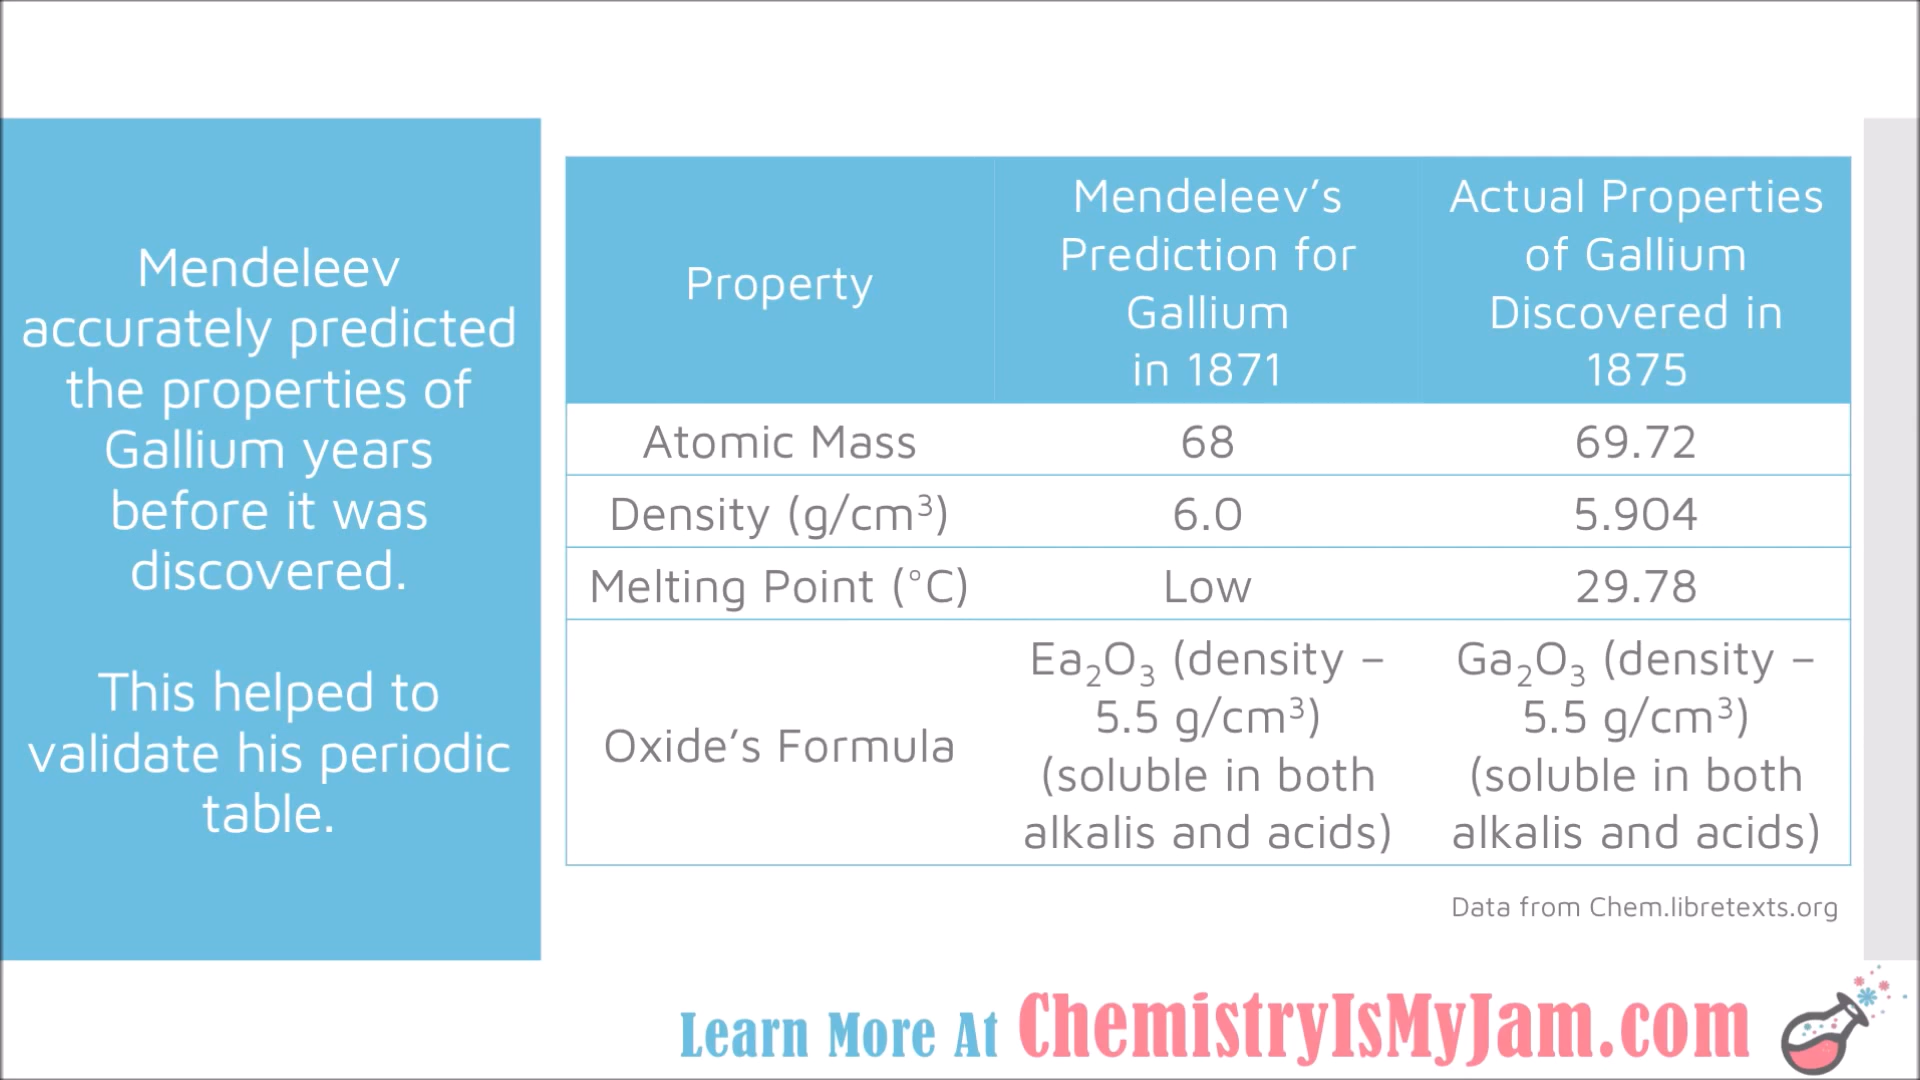 Mendeleev
accurately predicted
the properties of
Gallium years
before it was
discovered.
This helped to
validate his periodic
table.
Property
Mendeleev’s
Prediction for
Gallium
in 1871
Actual Properties
of Gallium
Discovered in
1875
Atomic Mass
68
69.72
Density (g/cm³)
6.0
5.904
Melting Point (°C)
Low
29.78
Oxide’s Formula
Ea₂O₃ (density –
5.5 g/cm³)
(soluble in both
alkalis and acids)
Ga₂O₃ (density –
5.5 g/cm³)
(soluble in both
alkalis and acids)
Data from Chem.libretexts.org
Learn More At ChemistryIsMyJam.com